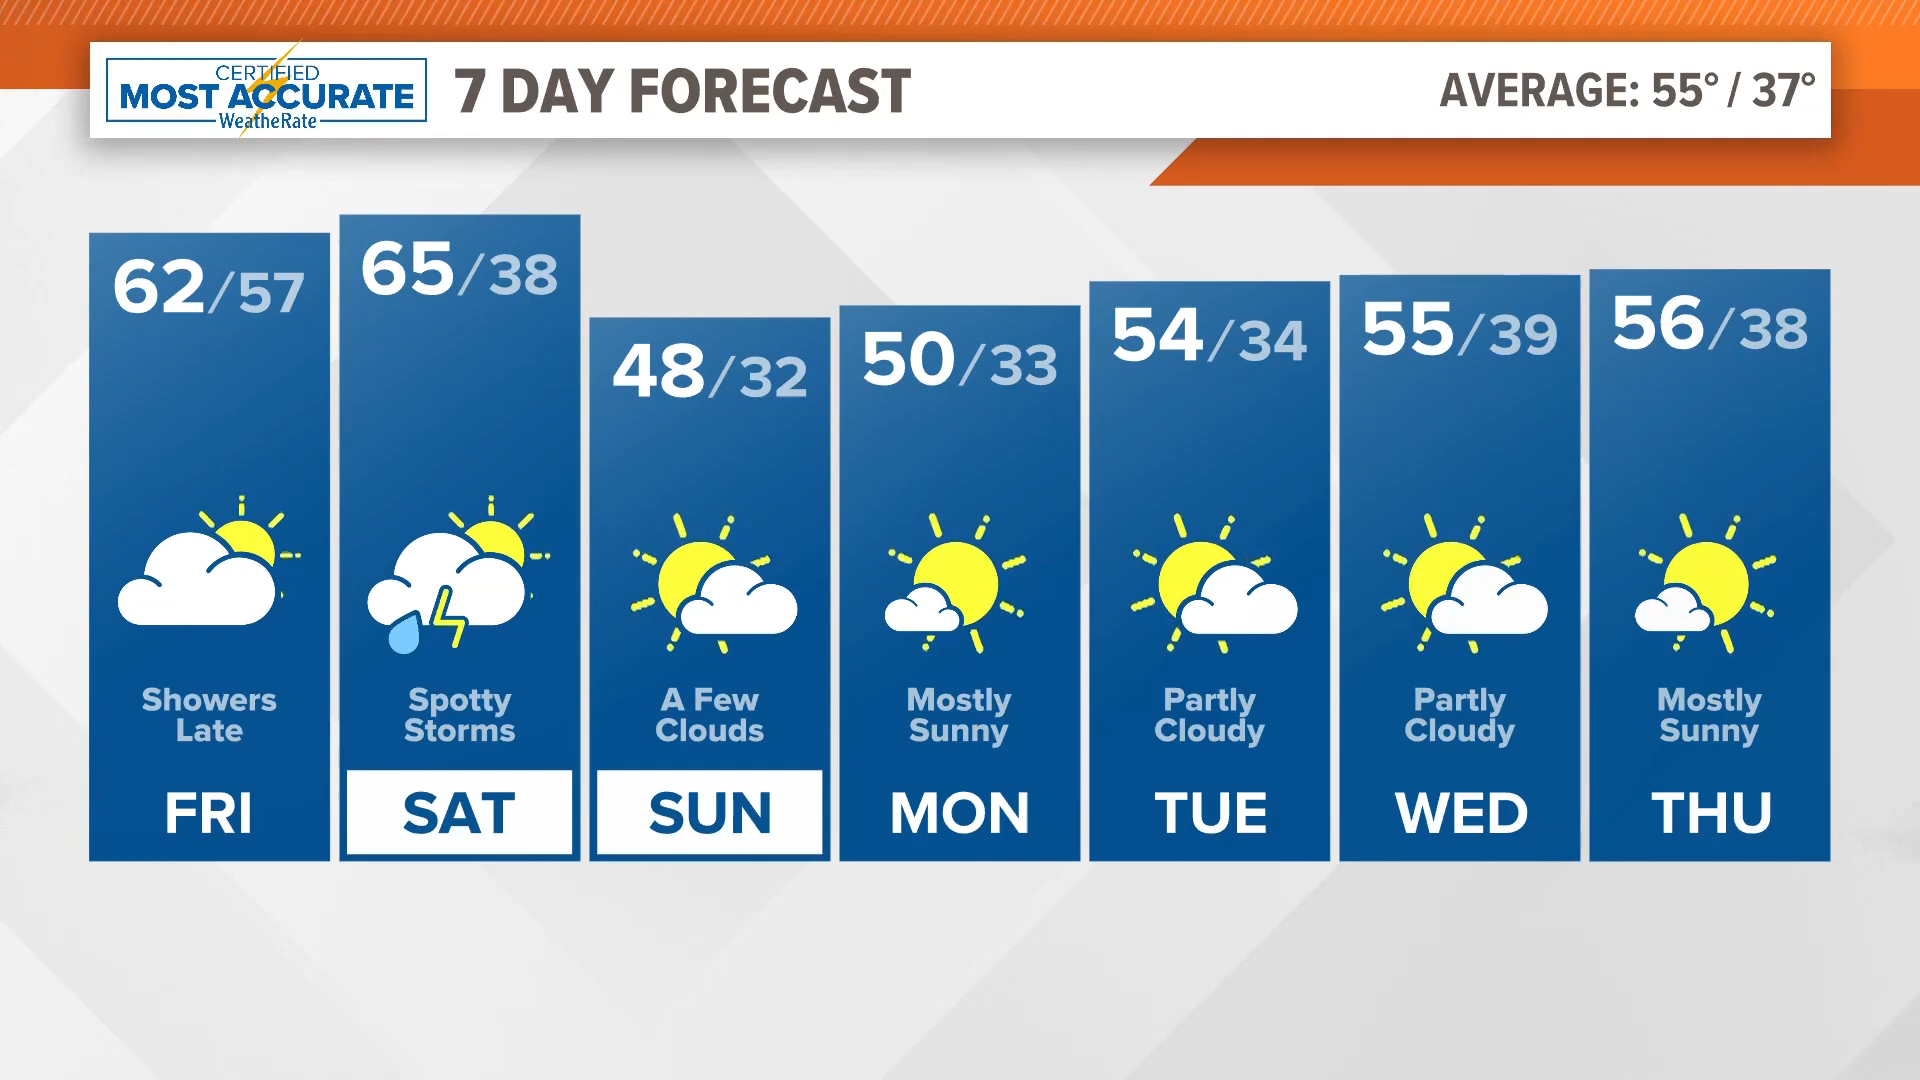 CERTIFIED
MOST ACCURATE
WeatheRate
7 DAY FORECAST
AVERAGE: 55° / 37°
62/57
Showers
Late
FRI
65/38
Spotty
Storms
SAT
48/32
A Few
Clouds
SUN
50/33
Mostly
Sunny
MON
54/34
Partly
Cloudy
TUE
55/39
Partly
Cloudy
WED
56/38
Mostly
Sunny
THU